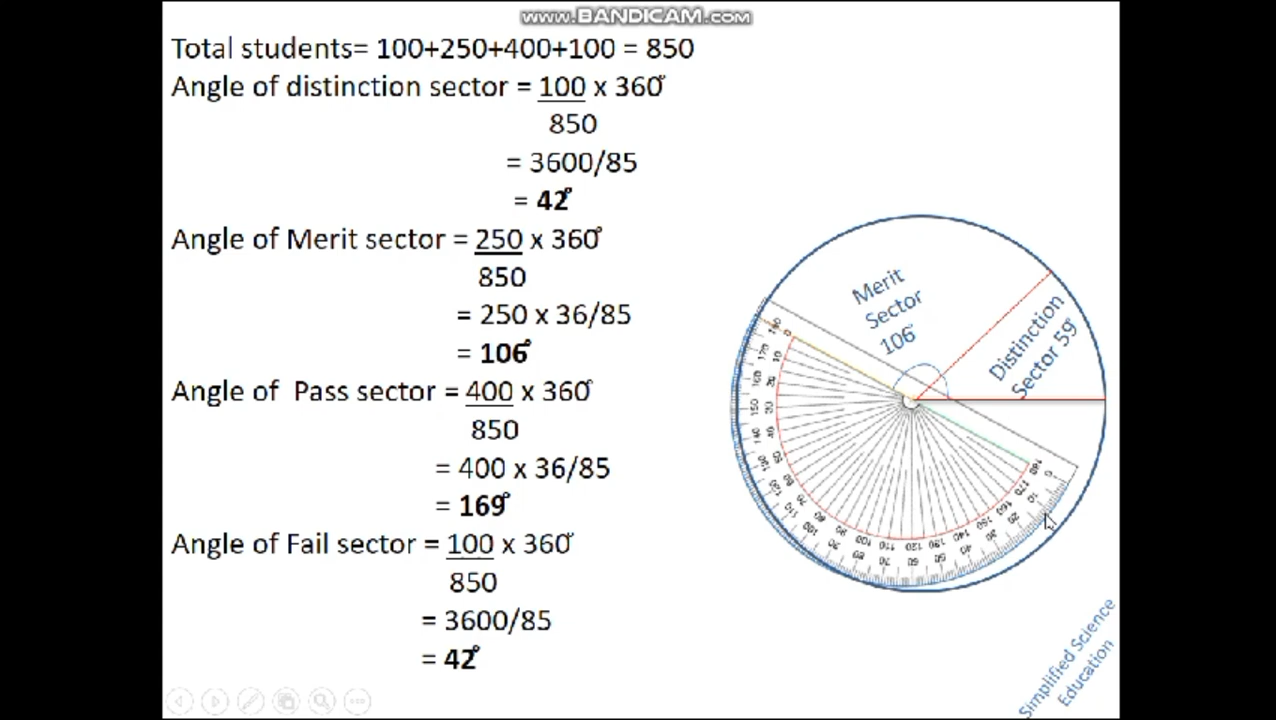 www.BANDICAM.com
Total students= 100+250+400+100 = 850
Angle of distinction sector = 100 x 360°
850
= 3600/85
= 42°
Angle of Merit sector = 250 x 360°
850
= 250 x 36/85
= 106°
Angle of  Pass sector = 400 x 360°
850
= 400 x 36/85
= 169°
Angle of Fail sector = 100 x 360°
850
= 3600/85
= 42°
Merit
Sector
106°
Distinction
Sector 59°
Simplified Science
Education